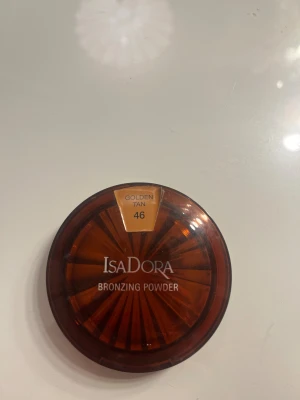 GOLDEN
TAN
46
ISADORA
BRONZING POWDER